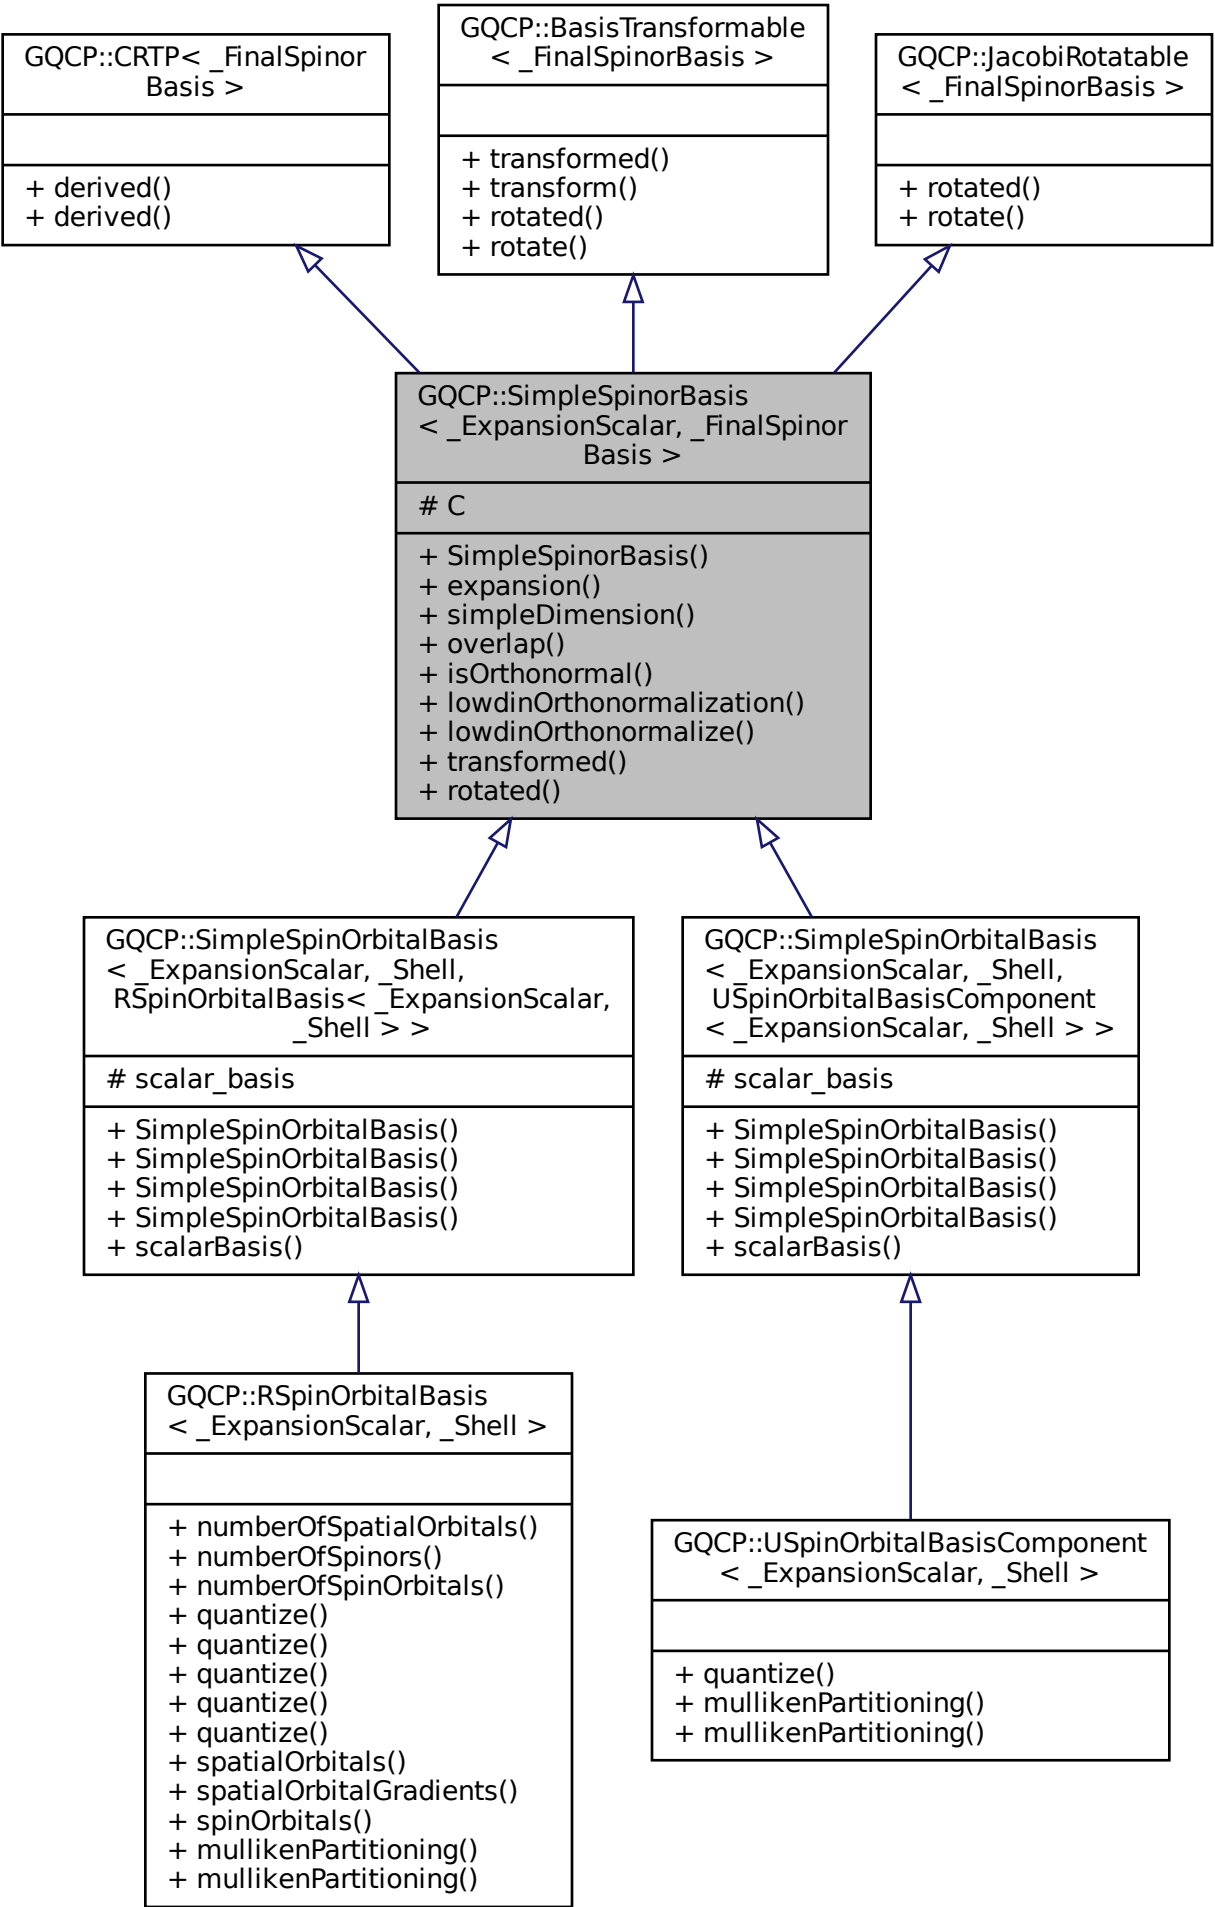 GQCP::CRTP< _FinalSpinor
Basis >
+ derived()
+ derived()
GQCP::BasisTransformable
< _FinalSpinorBasis >
+ transformed()
+ transform()
+ rotated()
+ rotate()
GQCP::JacobiRotatable
< _FinalSpinorBasis >
+ rotated()
+ rotate()
GQCP::SimpleSpinorBasis
< _ExpansionScalar, _FinalSpinor
Basis >
# C
+ SimpleSpinorBasis()
+ expansion()
+ simpleDimension()
+ overlap()
+ isOrthonormal()
+ lowdinOrthonormalization()
+ lowdinOrthonormalize()
+ transformed()
+ rotated()
GQCP::SimpleSpinOrbitalBasis
< _ExpansionScalar, _Shell,
RSpinOrbitalBasis< _ExpansionScalar,
_Shell > >
# scalar_basis
+ SimpleSpinOrbitalBasis()
+ SimpleSpinOrbitalBasis()
+ SimpleSpinOrbitalBasis()
+ SimpleSpinOrbitalBasis()
+ scalarBasis()
GQCP::SimpleSpinOrbitalBasis
< _ExpansionScalar, _Shell,
USpinOrbitalBasisComponent
< _ExpansionScalar, _Shell > >
# scalar_basis
+ SimpleSpinOrbitalBasis()
+ SimpleSpinOrbitalBasis()
+ SimpleSpinOrbitalBasis()
+ SimpleSpinOrbitalBasis()
+ scalarBasis()
GQCP::RSpinOrbitalBasis
< _ExpansionScalar, _Shell >
+ numberOfSpatialOrbitals()
+ numberOfSpinors()
+ numberOfSpinOrbitals()
+ quantize()
+ quantize()
+ quantize()
+ quantize()
+ quantize()
+ spatialOrbitals()
+ spatialOrbitalGradients()
+ spinOrbitals()
+ mullikenPartitioning()
+ mullikenPartitioning()
GQCP::USpinOrbitalBasisComponent
< _ExpansionScalar, _Shell >
+ quantize()
+ mullikenPartitioning()
+ mullikenPartitioning()